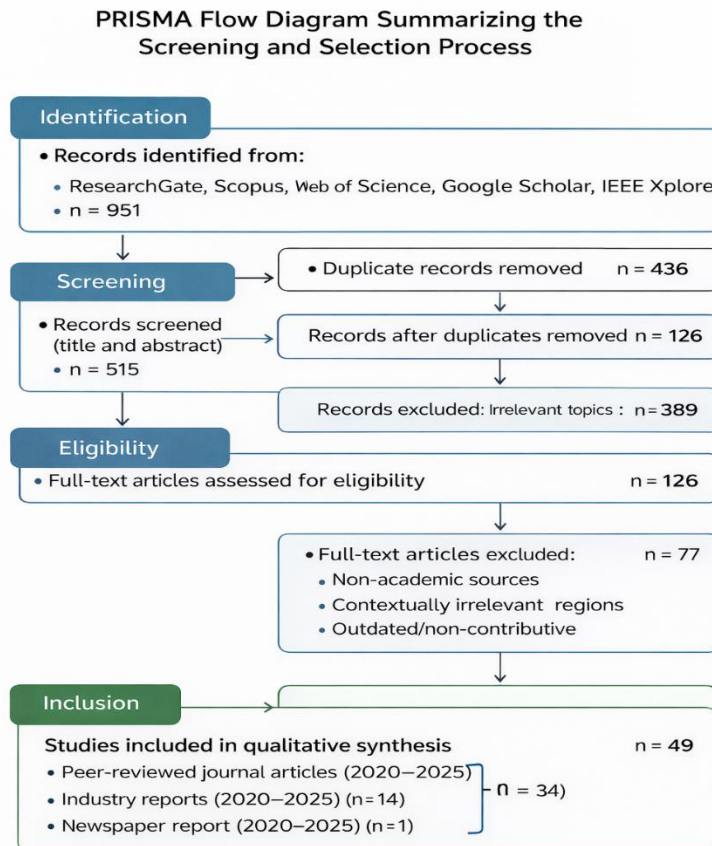 PRISMA Flow Diagram Summarizing the
Screening and Selection Process
Identification
• Records identified from:
• ResearchGate, Scopus, Web of Science, Google Scholar, IEEE Xplore
• n = 951
Screening
• Duplicate records removed n = 436
• Records screened
(title and abstract)
• n = 515
Records after duplicates removed n = 126
Records excluded: Irrelevant topics : n=389
Eligibility
• Full-text articles assessed for eligibility n = 126
• Full-text articles excluded: n = 77
• Non-academic sources
• Contextually irrelevant regions
• Outdated/non-contributive
Inclusion
Studies included in qualitative synthesis n = 49
• Peer-reviewed journal articles (2020–2025)
• Industry reports (2020–2025) (n=14)
n = 34)
• Newspaper report (2020–2025) (n=1)